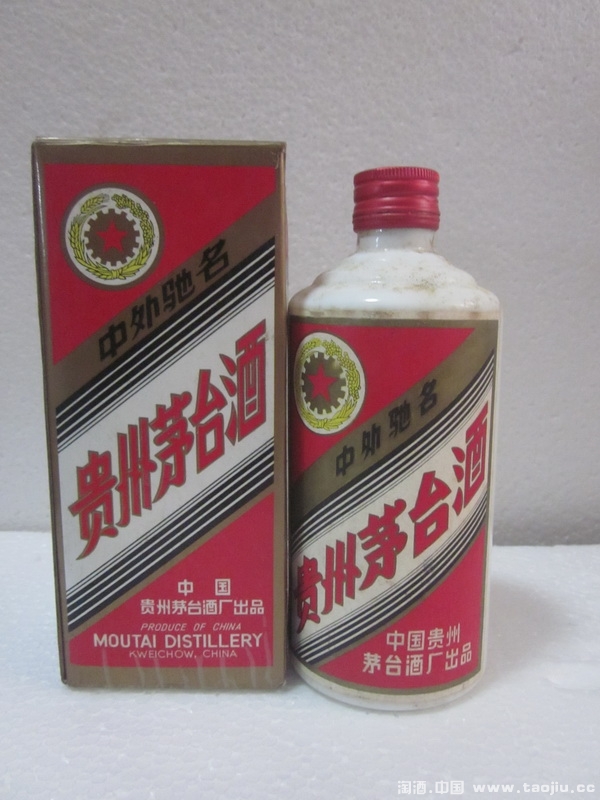 中外驰名
贵州茅台酒
中国
贵州茅台酒厂出品
PRODUCE OF CHINA
MOUTAI DISTILLERY
KWEICHOW, CHINA
中外驰名
贵州茅台酒
中国贵州
茅台酒厂出品
淘酒.中国 www.taojiu.cc